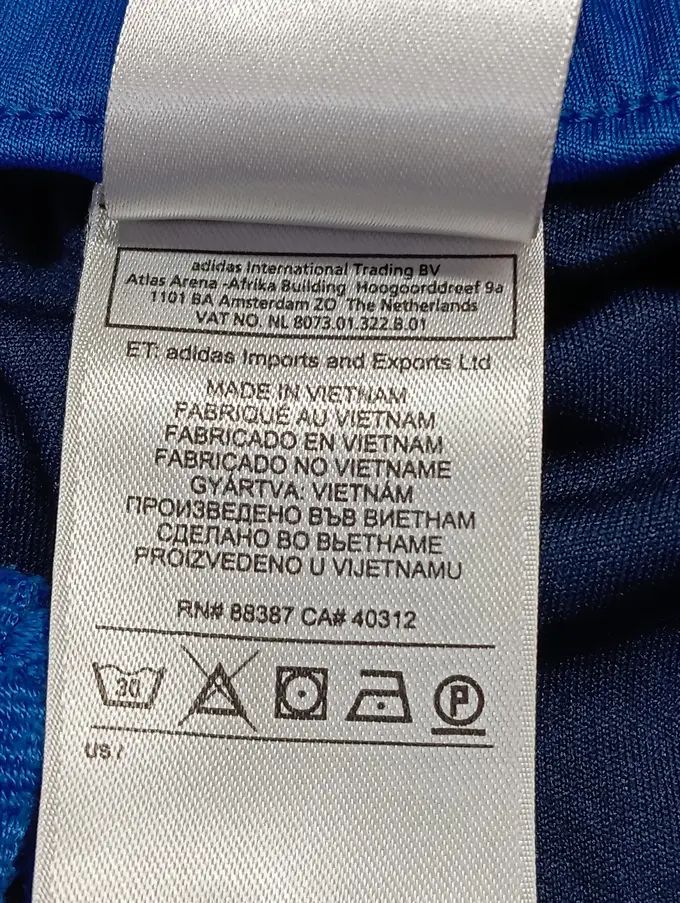 adidas International Trading BV
Atlas Arena -Afrika Building Hoogoorddreef 9a
1101 BA Amsterdam ZO The Netherlands
VAT NO. NL 8073.01.322.B.01
ET: adidas Imports and Exports Ltd
MADE IN VIETNAM
FABRIQUÉ AU VIETNAM
FABRICADO EN VIETNAM
FABRICADO NO VIETNAME
GYÁRTVA: VIETNÁM
ПРОИЗВЕДЕНО ВЪВ ВИЕТНАМ
СДЕЛАНО ВО ВЬЕТНАМЕ
PROIZVEDENO U VIJETNAMU
RN# 88387 CA# 40312
30 P
US /